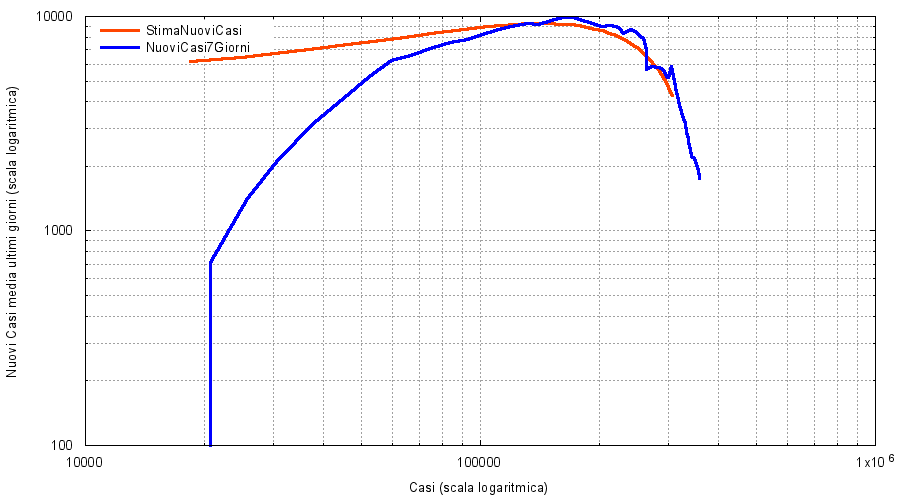 10000
StimaNuoviCasi
NuoviCasi7Giorni
1000
100
Nuovi Casi media ultimi giorni (scala logaritmica)
10000
100000
1x10 6
Casi (scala logaritmica)